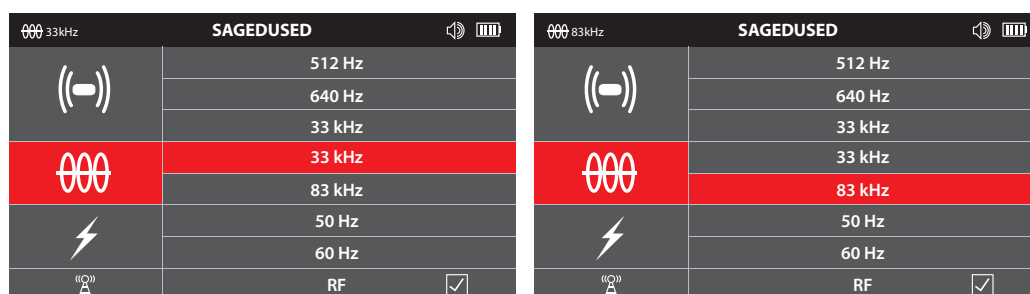 33kHz SAGEDUSED
512 Hz
640 Hz
33 kHz
33 kHz
83 kHz
50 Hz
60 Hz
RF
83kHz SAGEDUSED
512 Hz
640 Hz
33 kHz
33 kHz
83 kHz
50 Hz
60 Hz
RF